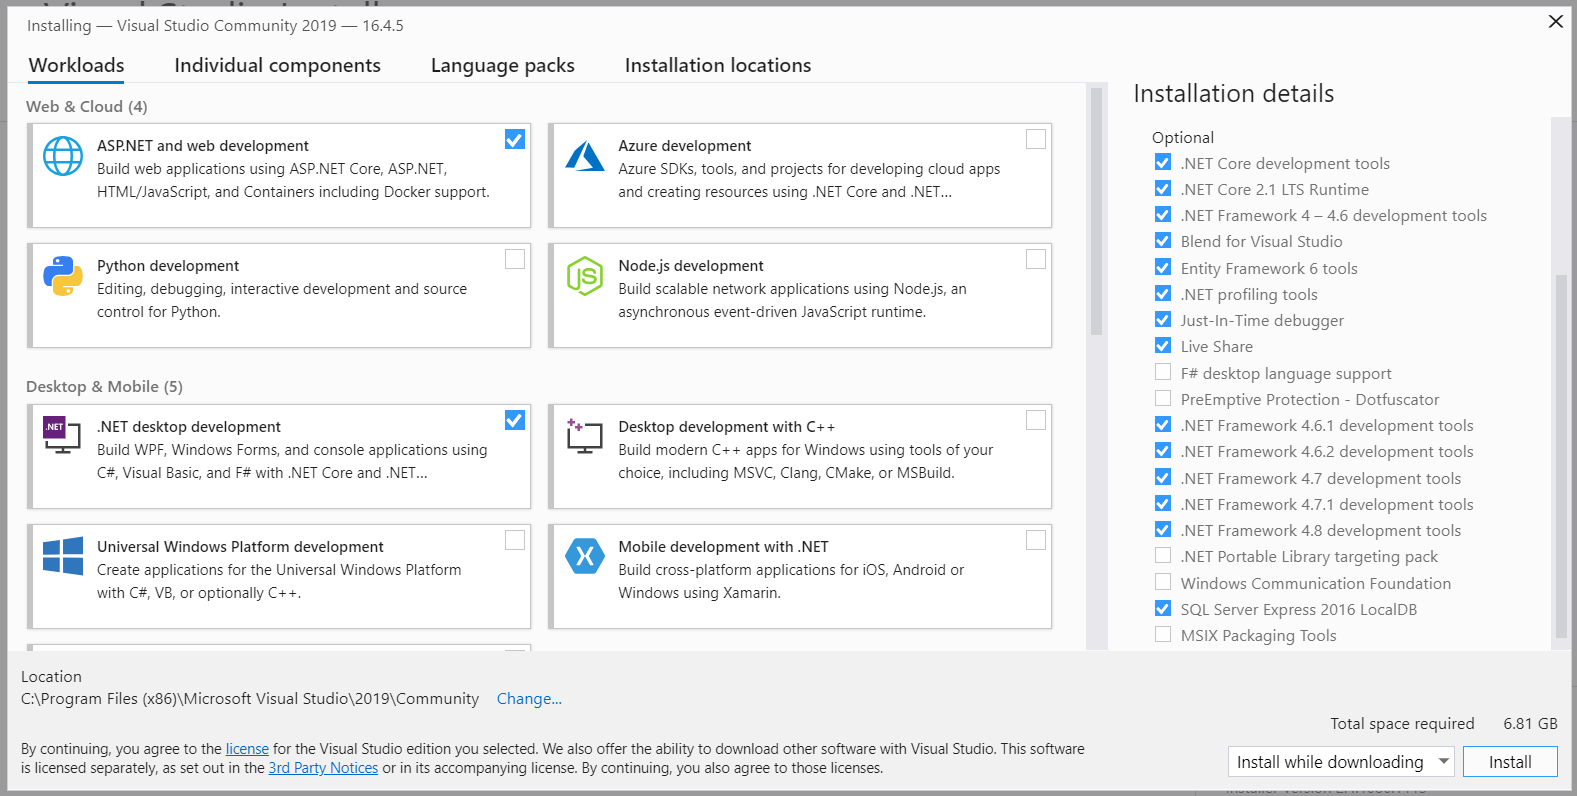 Installing — Visual Studio Community 2019 — 16.4.5
Workloads
Individual components
Language packs
Installation locations
Web & Cloud (4)
ASP.NET and web development
Build web applications using ASP.NET Core, ASP.NET,
HTML/JavaScript, and Containers including Docker support.
Azure development
Azure SDKs, tools, and projects for developing cloud apps
and creating resources using .NET Core and .NET...
Python development
Editing, debugging, interactive development and source
control for Python.
Node.js development
Build scalable network applications using Node.js, an
asynchronous event-driven JavaScript runtime.
Desktop & Mobile (5)
.NET
.NET desktop development
Build WPF, Windows Forms, and console applications using
C#, Visual Basic, and F# with .NET Core and .NET...
Desktop development with C++
Build modern C++ apps for Windows using tools of your
choice, including MSVC, Clang, CMake, or MSBuild.
Universal Windows Platform development
Create applications for the Universal Windows Platform
with C#, VB, or optionally C++.
Mobile development with .NET
Build cross-platform applications for iOS, Android or
Windows using Xamarin.
Installation details
Optional
.NET Core development tools
.NET Core 2.1 LTS Runtime
.NET Framework 4 – 4.6 development tools
Blend for Visual Studio
Entity Framework 6 tools
.NET profiling tools
Just-In-Time debugger
Live Share
F# desktop language support
PreEmptive Protection - Dotfuscator
.NET Framework 4.6.1 development tools
.NET Framework 4.6.2 development tools
.NET Framework 4.7 development tools
.NET Framework 4.7.1 development tools
.NET Framework 4.8 development tools
.NET Portable Library targeting pack
Windows Communication Foundation
SQL Server Express 2016 LocalDB
MSIX Packaging Tools
Location
C:\Program Files (x86)\Microsoft Visual Studio\2019\Community Change...
Total space required 6.81 GB
By continuing, you agree to the license for the Visual Studio edition you selected. We also offer the ability to download other software with Visual Studio. This software
is licensed separately, as set out in the 3rd Party Notices or in its accompanying license. By continuing, you also agree to those licenses.
Install while downloading
Install